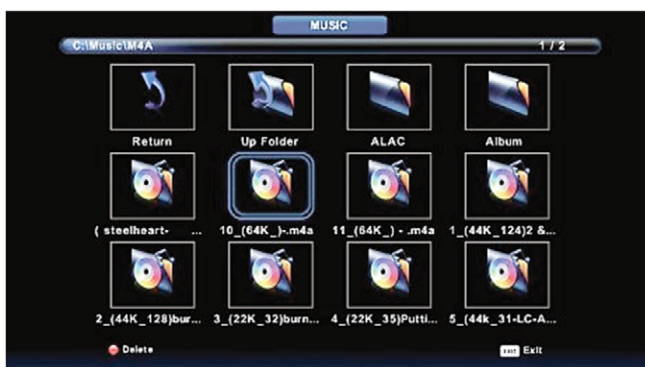 MUSIC
C:\Music\M4A 1 / 2
Return Up Folder ALAC Album
( steelheart- ... 10_(64K_)-.m4a 11_(64K_) - .m4a 1_(44K_124)2 &...
2_(44K_128)bur... 3_(22K_32)burn... 4_(22K_35)Putti... 5_(44k_31-LC-A...
Delete EXIT Exit